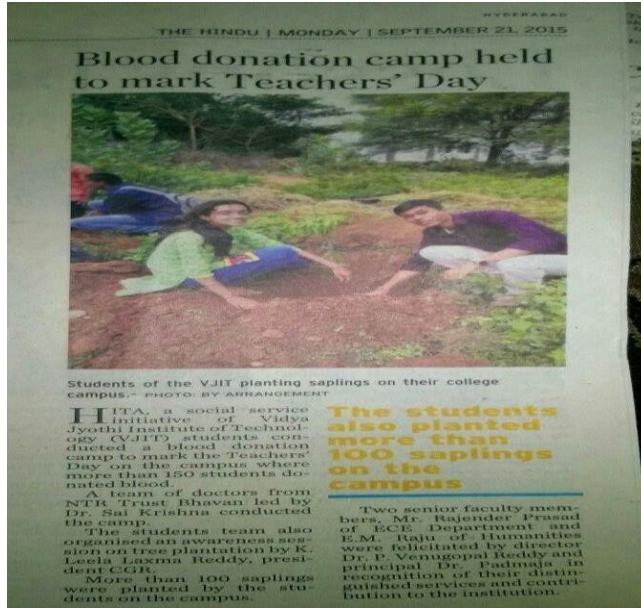 HYDERABAD
THE HINDU | MONDAY | SEPTEMBER 21, 2015
Blood donation camp held
to mark Teachers' Day
Students of the VJIT planting saplings on their college
campus.- PHOTO: BY ARRANGEMENT
HITA, a social service
initiative of Vidya
Jyothi Institute of Technol-
ogy (VJIT) students con-
ducted a blood donation
camp to mark the Teachers'
Day on the campus where
more than 150 students do-
nated blood.
A team of doctors from
NTR Trust Bhavan led by
Dr. Sai Krishna conducted
the camp.
The students team also
organised an awareness ses-
sion on tree plantation by K.
Leela Laxma Reddy, presi-
dent CGR.
More than 100 saplings
were planted by the stu-
dents on the campus.
The students
also planted
more than
100 saplings
on the
campus
Two senior faculty mem-
bers, Mr. Rajender Prasad
of ECE Department and
E.M. Raju of Humanities
were felicitated by director
Dr. P. Venugopal Reddy and
principal Dr. Padmaja in
recognition of their distin-
guished services and contri-
bution to the institution.